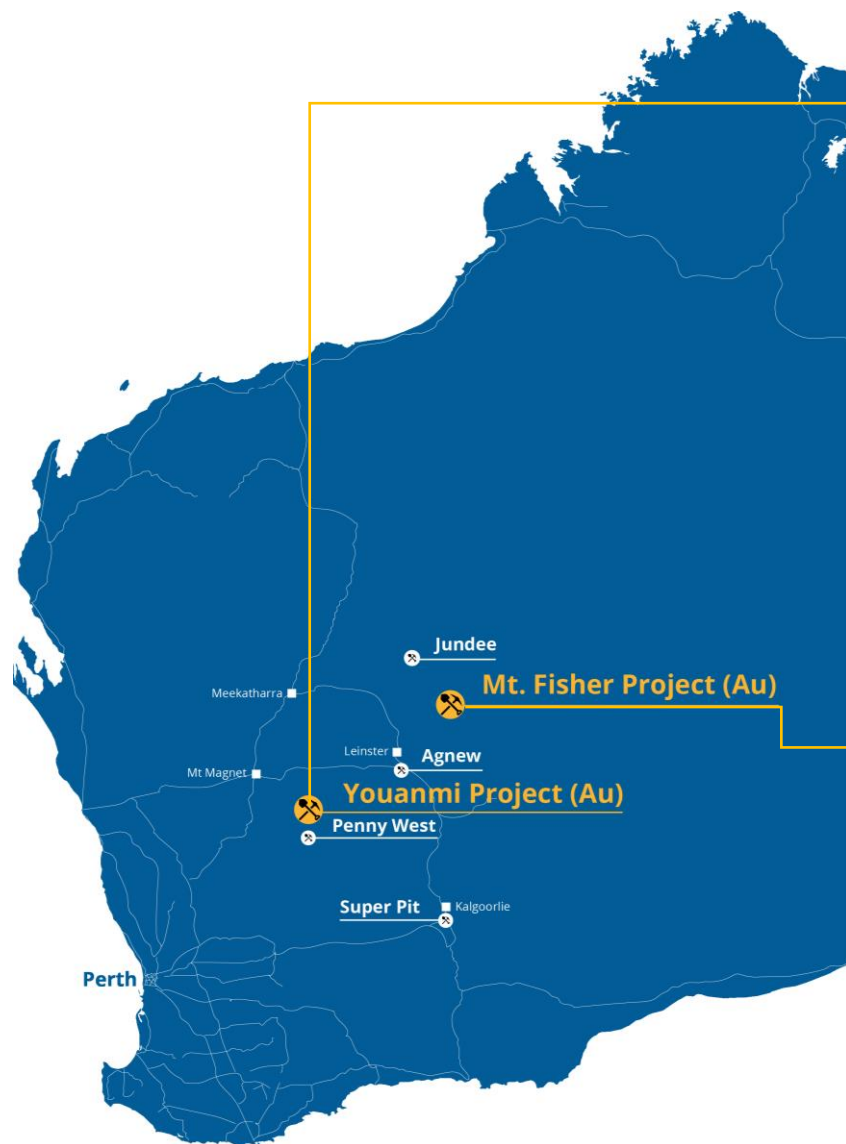 Jundee
Mt. Fisher Project (Au)
Meekatharra
Leinster
Agnew
Mt Magnet
Youanmi Project (Au)
Penny West
Super Pit
Kalgoorlie
Perth